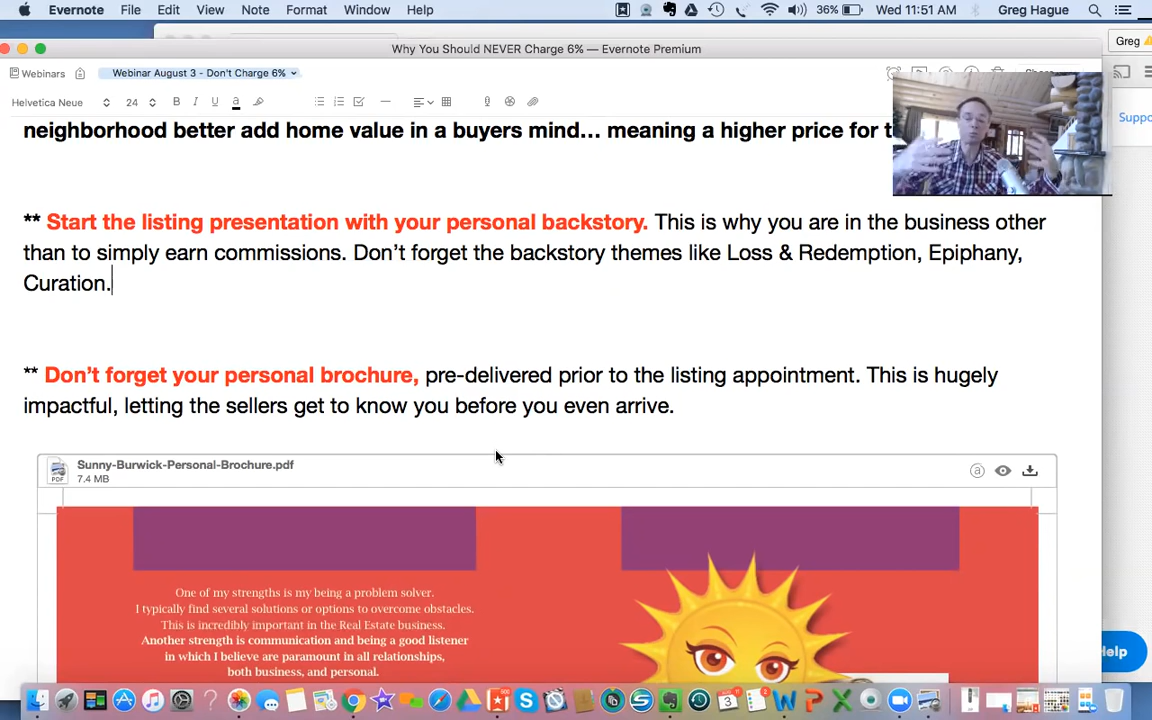 Evernote File Edit View Note Format Window Help 36% Wed 11:51 AM Greg Hague
Why You Should NEVER Charge 6% — Evernote Premium
Greg
Webinars Webinar August 3 - Don't Charge 6%
Helvetica Neue 24 B I U a
Suppo
neighborhood better add home value in a buyers mind… meaning a higher price for t
** Start the listing presentation with your personal backstory. This is why you are in the business other
than to simply earn commissions. Don’t forget the backstory themes like Loss & Redemption, Epiphany,
Curation.
** Don’t forget your personal brochure, pre-delivered prior to the listing appointment. This is hugely
impactful, letting the sellers get to know you before you even arrive.
Sunny-Burwick-Personal-Brochure.pdf
PDF 7.4 MB
One of my strengths is my being a problem solver.
I typically find several solutions or options to overcome obstacles.
This is incredibly important in the Real Estate business.
Another strength is communication and being a good listener
in which I believe are paramount in all relationships,
both business, and personal.
elp